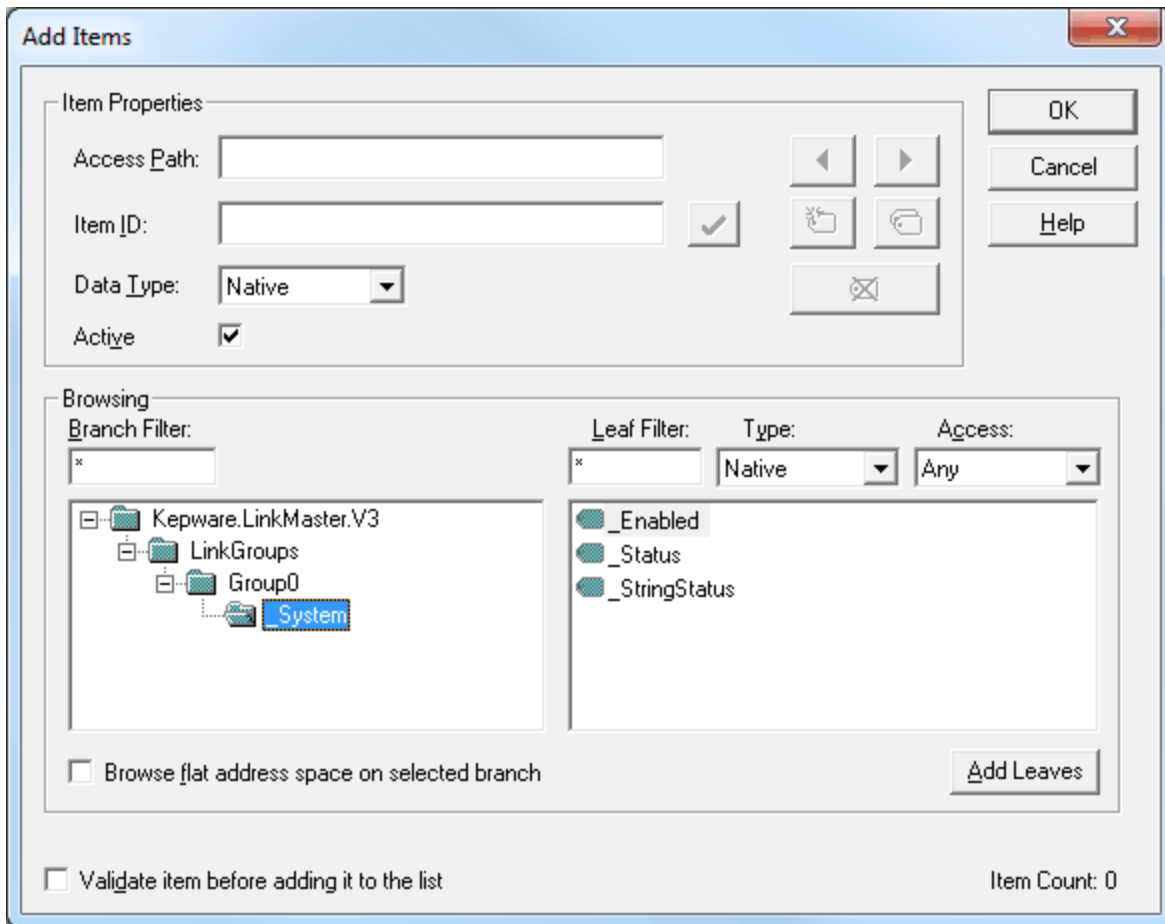 Add Items
Item Properties
Access Path:
Item ID:
Data Type: Native
Active
OK
Cancel
Help
Browsing
Branch Filter: Leaf Filter: Type: Access:
* * Native Any
Kepware.LinkMaster.V3
LinkGroups
Group0
_System
_Enabled
_Status
_StringStatus
Browse flat address space on selected branch Add Leaves
Validate item before adding it to the list Item Count: 0